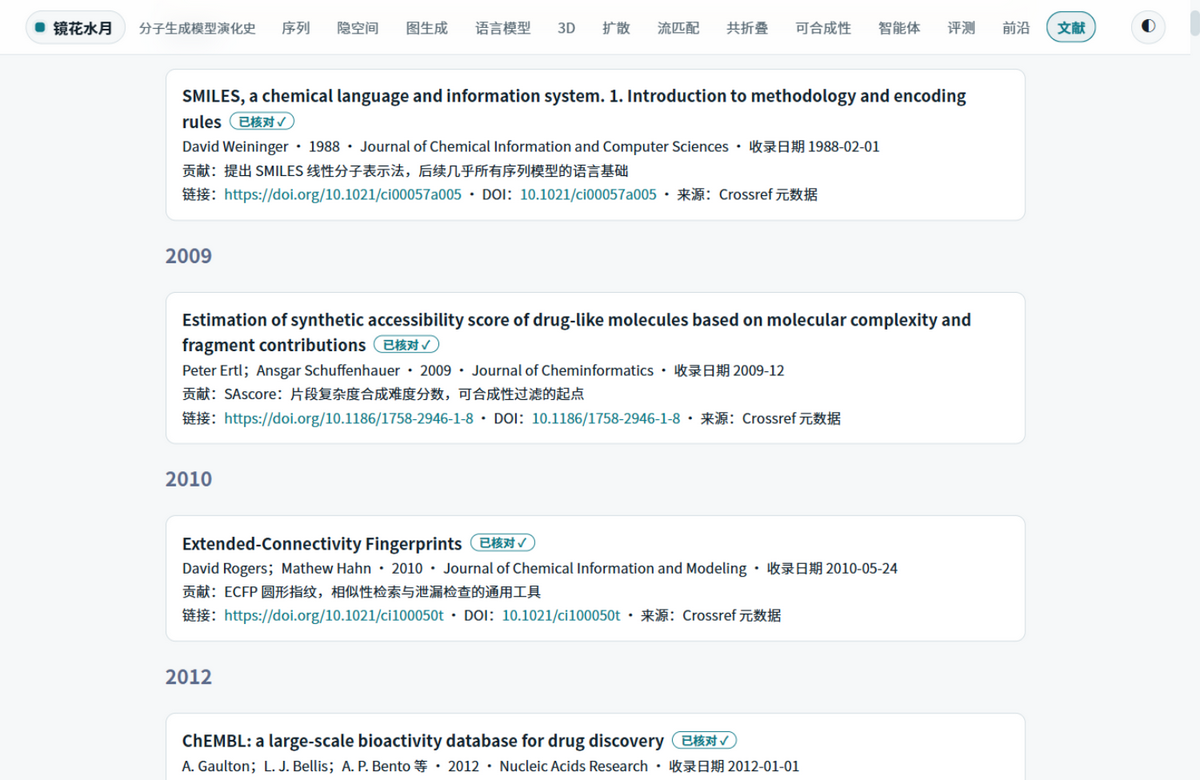 镜花水月 分子生成模型演化史 序列 隐空间 图生成 语言模型 3D 扩散 流匹配 共折叠 可合成性 智能体 评测 前沿 文献
SMILES, a chemical language and information system. 1. Introduction to methodology and encoding
rules 已核对 ✓
David Weininger • 1988 • Journal of Chemical Information and Computer Sciences • 收录日期 1988-02-01
贡献：提出 SMILES 线性分子表示法，后续几乎所有序列模型的语言基础
链接：https://doi.org/10.1021/ci00057a005 • DOI：10.1021/ci00057a005 • 来源：Crossref 元数据
2009
Estimation of synthetic accessibility score of drug-like molecules based on molecular complexity and
fragment contributions 已核对 ✓
Peter Ertl；Ansgar Schuffenhauer • 2009 • Journal of Cheminformatics • 收录日期 2009-12
贡献：SAscore：片段复杂度合成难度分数，可合成性过滤的起点
链接：https://doi.org/10.1186/1758-2946-1-8 • DOI：10.1186/1758-2946-1-8 • 来源：Crossref 元数据
2010
Extended-Connectivity Fingerprints 已核对 ✓
David Rogers；Mathew Hahn • 2010 • Journal of Chemical Information and Modeling • 收录日期 2010-05-24
贡献：ECFP 圆形指纹，相似性检索与泄漏检查的通用工具
链接：https://doi.org/10.1021/ci100050t • DOI：10.1021/ci100050t • 来源：Crossref 元数据
2012
ChEMBL: a large-scale bioactivity database for drug discovery 已核对 ✓
A. Gaulton；L. J. Bellis；A. P. Bento 等 • 2012 • Nucleic Acids Research • 收录日期 2012-01-01